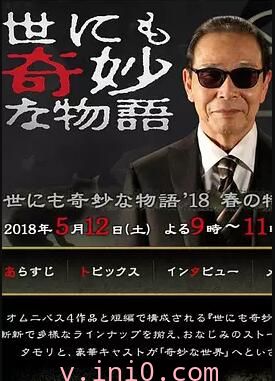 世にも
奇妙
な物語
世にも奇妙な物語'18 春の特
2018年5月12日(土) よる9時〜11
あらすじ トピックス インタビュー メ
オムニバス4作品と短編で構成される『世にも奇妙
斬新で多様なラインナップを揃え、おなじみのストー
タモリと、豪華キャストが「奇妙な世界」へとい
v.ini0.com